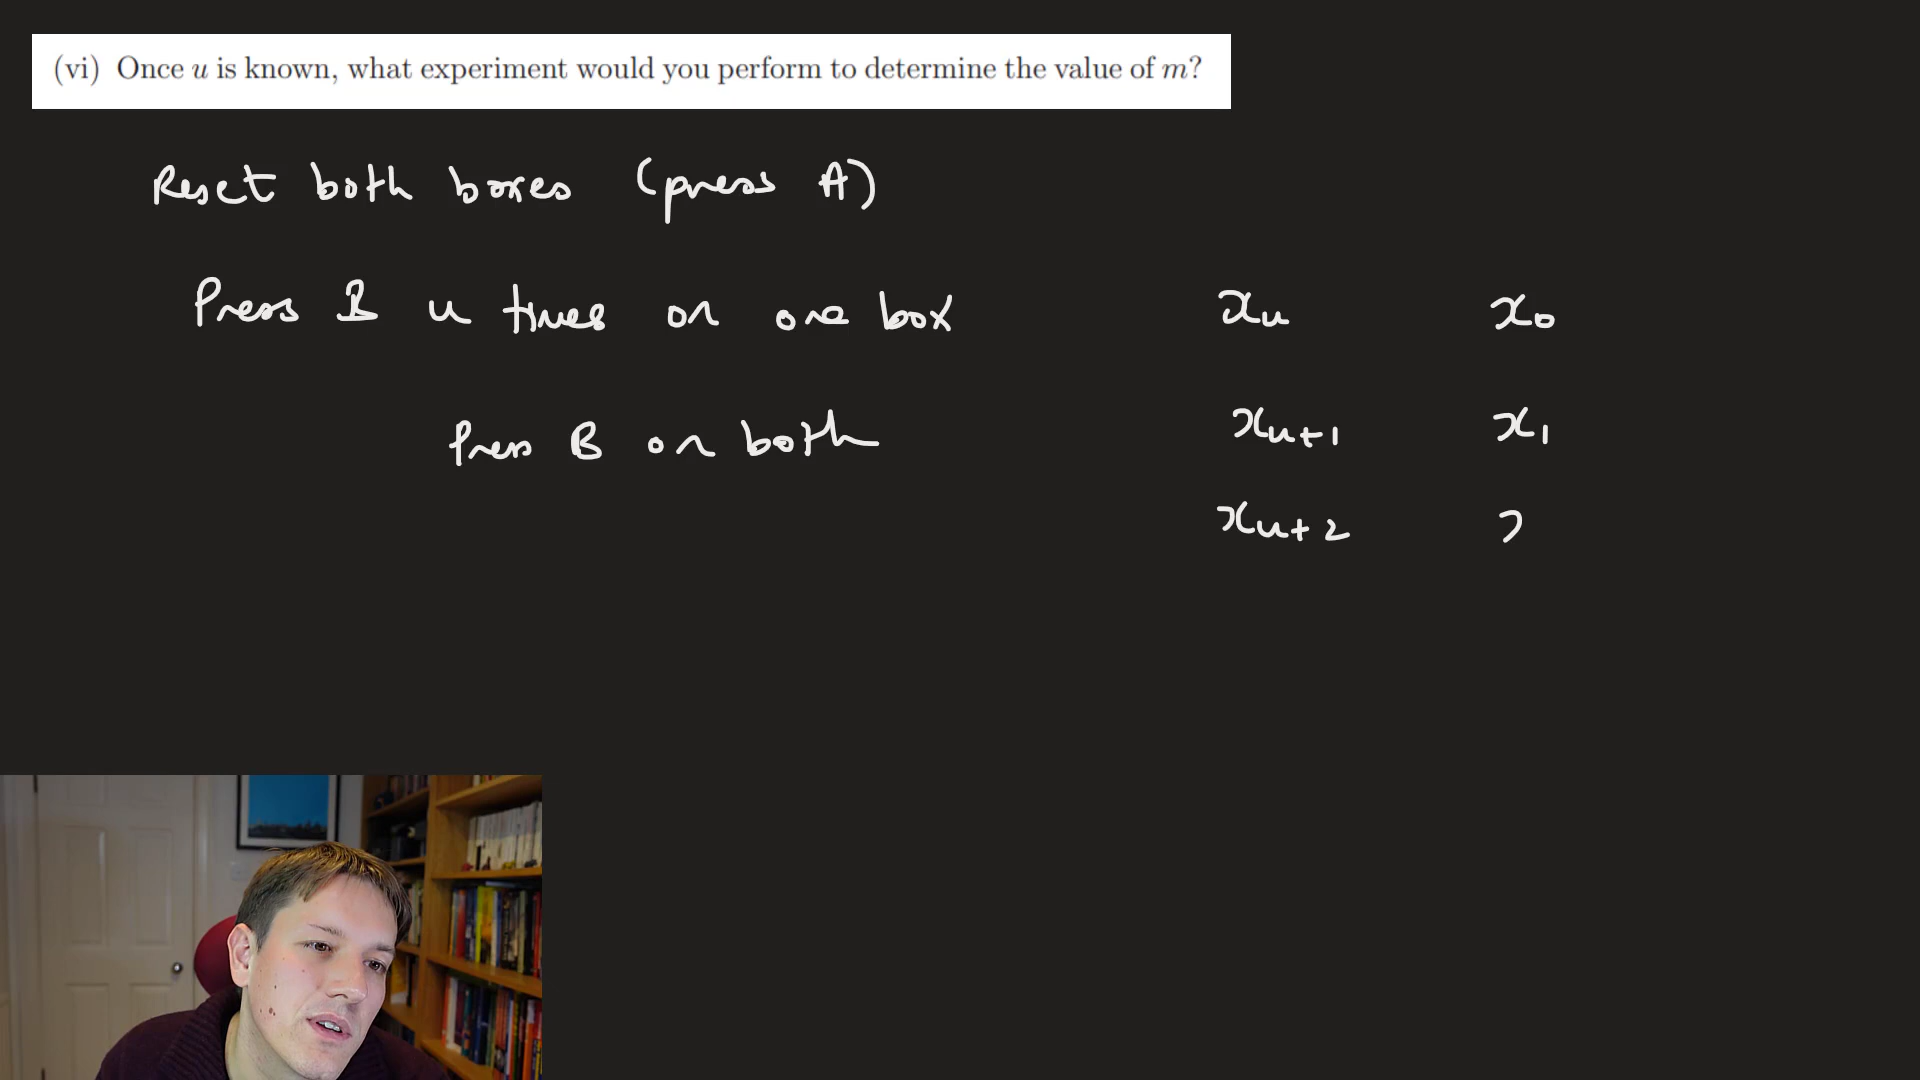 (vi) Once u is known, what experiment would you perform to determine the value of m?
Reset both boxes (press A)
Press B u times on one box x_u x_0
Press B on both x_{u+1} x_1
x_{u+2}